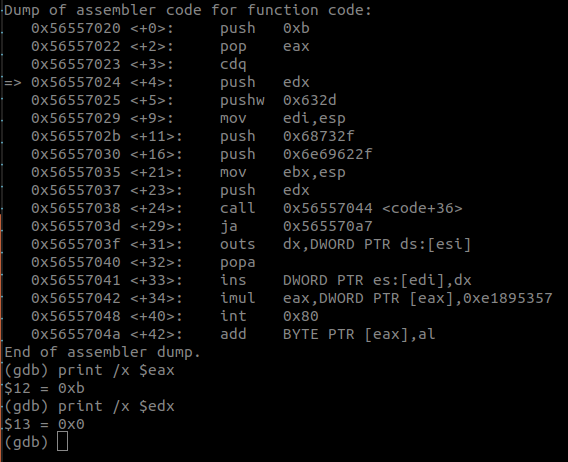 Dump of assembler code for function code:
   0x56557020 <+0>:     push   0xb
   0x56557022 <+2>:     pop    eax
   0x56557023 <+3>:     cdq
=> 0x56557024 <+4>:     push   edx
   0x56557025 <+5>:     pushw  0x632d
   0x56557029 <+9>:     mov    edi,esp
   0x5655702b <+11>:    push   0x68732f
   0x56557030 <+16>:    push   0x6e69622f
   0x56557035 <+21>:    mov    ebx,esp
   0x56557037 <+23>:    push   edx
   0x56557038 <+24>:    call   0x56557044 <code+36>
   0x5655703d <+29>:    ja     0x565570a7
   0x5655703f <+31>:    outs   dx,DWORD PTR ds:[esi]
   0x56557040 <+32>:    popa
   0x56557041 <+33>:    ins    DWORD PTR es:[edi],dx
   0x56557042 <+34>:    imul   eax,DWORD PTR [eax],0xe1895357
   0x56557048 <+40>:    int    0x80
   0x5655704a <+42>:    add    BYTE PTR [eax],al
End of assembler dump.
(gdb) print /x $eax
$12 = 0xb
(gdb) print /x $edx
$13 = 0x0
(gdb)